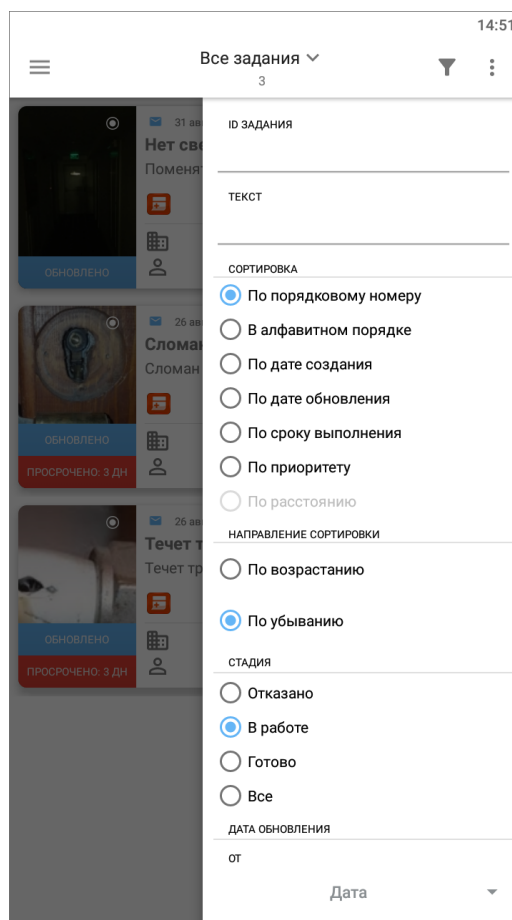 14:51
Все задания
3
31 ав
Нет све
Поменят
ОБНОВЛЕНО
26 ав
Сломан
Сломан
ОБНОВЛЕНО
ПРОСРОЧЕНО: 3 ДН
26 ав
Течет т
Течет тр
ОБНОВЛЕНО
ПРОСРОЧЕНО: 3 ДН
ID ЗАДАНИЯ
ТЕКСТ
СОРТИРОВКА
По порядковому номеру
В алфавитном порядке
По дате создания
По дате обновления
По сроку выполнения
По приоритету
По расстоянию
НАПРАВЛЕНИЕ СОРТИРОВКИ
По возрастанию
По убыванию
СТАДИЯ
Отказано
В работе
Готово
Все
ДАТА ОБНОВЛЕНИЯ
ОТ
Дата